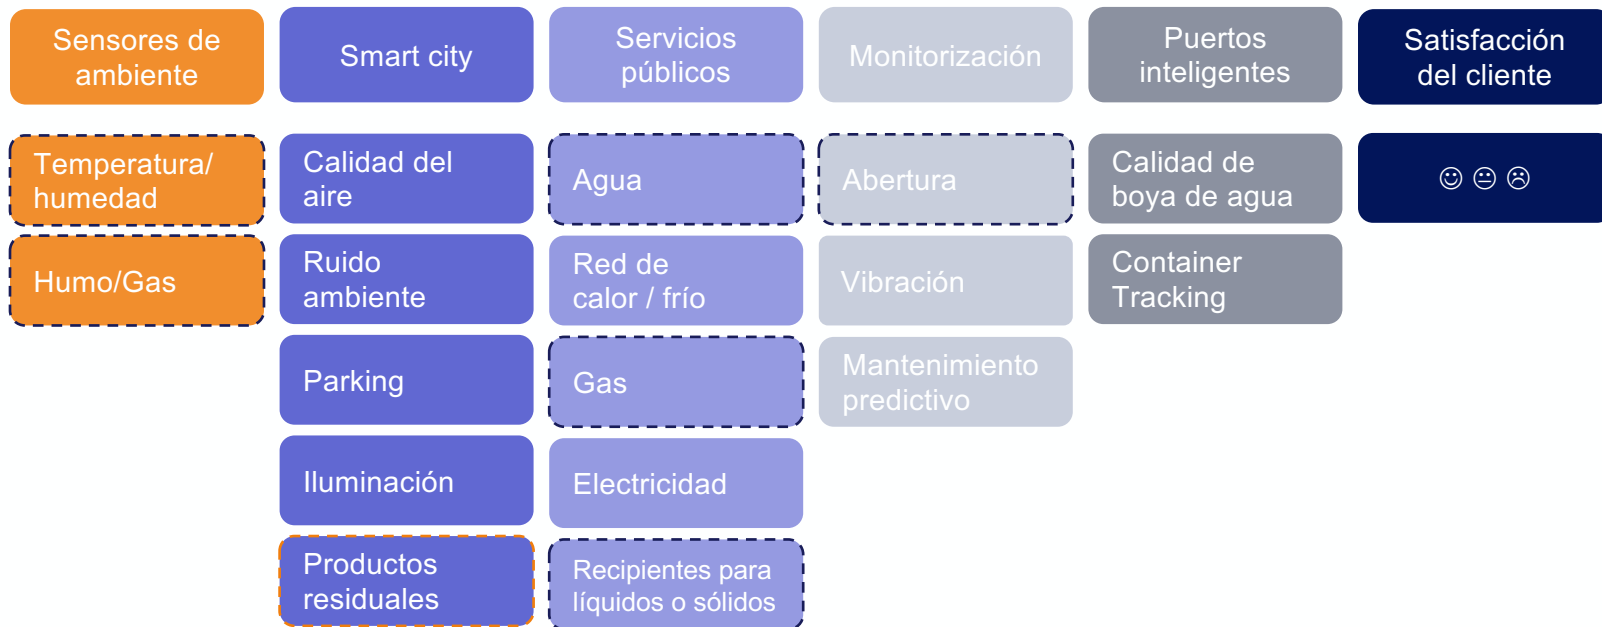 Sensores de
ambiente
Smart city
Servicios
públicos
Monitorización
Puertos
inteligentes
Satisfacción
del cliente
Temperatura/
humedad
Humo/Gas
Calidad del
aire
Ruido
ambiente
Parking
Iluminación
Productos
residuales
Agua
Red de
calor / frío
Gas
Electricidad
Recipientes para
líquidos o sólidos
Abertura
Vibración
Mantenimiento
predictivo
Calidad de
boya de agua
Container
Tracking
☺ 😐 ☹